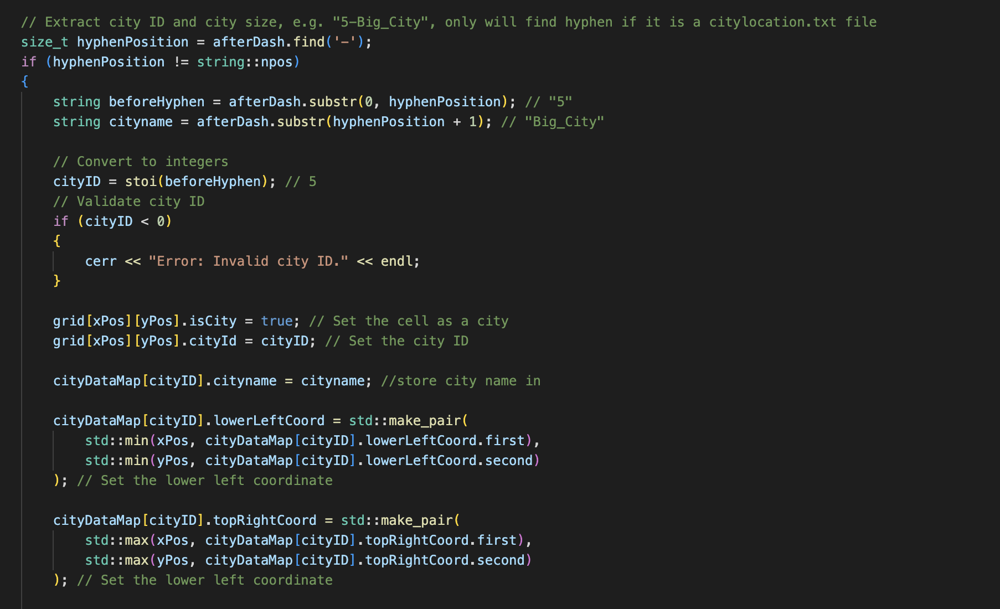 // Extract city ID and city size, e.g. "5-Big_City", only will find hyphen if it is a citylocation.txt file
size_t hyphenPosition = afterDash.find('-');
if (hyphenPosition != string::npos)
{
    string beforeHyphen = afterDash.substr(0, hyphenPosition); // "5"
    string cityname = afterDash.substr(hyphenPosition + 1); // "Big_City"

    // Convert to integers
    cityID = stoi(beforeHyphen); // 5
    // Validate city ID
    if (cityID < 0)
    {
        cerr << "Error: Invalid city ID." << endl;
    }

    grid[xPos][yPos].isCity = true; // Set the cell as a city
    grid[xPos][yPos].cityId = cityID; // Set the city ID

    cityDataMap[cityID].cityname = cityname; //store city name in

    cityDataMap[cityID].lowerLeftCoord = std::make_pair(
        std::min(xPos, cityDataMap[cityID].lowerLeftCoord.first),
        std::min(yPos, cityDataMap[cityID].lowerLeftCoord.second)
    ); // Set the lower left coordinate

    cityDataMap[cityID].topRightCoord = std::make_pair(
        std::max(xPos, cityDataMap[cityID].topRightCoord.first),
        std::max(yPos, cityDataMap[cityID].topRightCoord.second)
    ); // Set the lower left coordinate